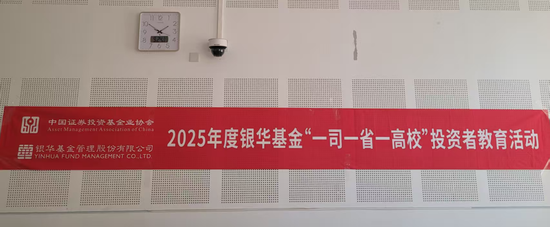 中国证券投资基金业协会
Asset Management Association of China
银华基金管理股份有限公司
YINHUA FUND MANAGEMENT CO.,LTD.
2025年度银华基金“一司一省一高校”投资者教育活动